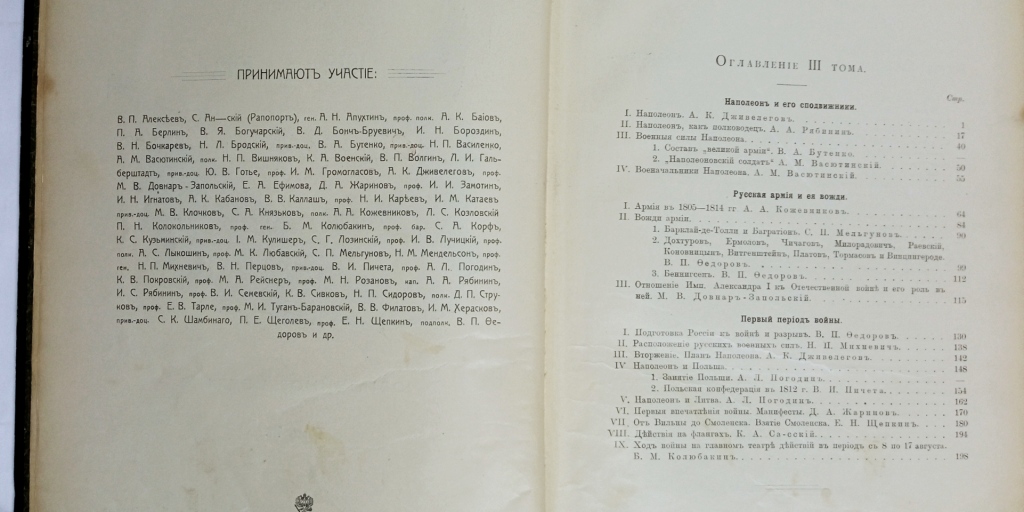 ПРИНИМАЮТЪ УЧАСТІЕ:
В. П. Алексѣевъ, С. Ан—скій (Рапопортъ), ген. А. Н. Апухтинъ, проф. полк. А. К. Баіовъ,
П. А. Берлинъ, В. Я. Богучарскій, В. Д. Бончъ-Бруевичъ, И. Н. Бороздинъ,
В. Н. Бочкаревъ, Н. Л. Бродскій, прив.-доц. В. А. Бутенко, прив.-доц. Н. П. Василенко,
А. М. Васютинскій, полк. Н. П. Вишняковъ, К. А. Военскій, В. П. Волгинъ, Л. И. Галь-
берштадтъ, прив.-доц. Ю. В. Готье, проф. И. М. Громогласовъ, А. К. Дживелеговъ, проф.
М. В. Довнаръ-Запольскій, Е. А. Ефимова, Д. А. Жариновъ, проф. И. И. Замотинъ,
И. Н. Игнатовъ, А. К. Кабановъ, В. В. Каллашъ, проф. Н. И. Карѣевъ, И. М. Катаевъ
прив.-доц. М. В. Клочковъ, С. А. Князьковъ, полк. А. А. Кожевниковъ, Л. С. Козловскій
П. Н. Колокольниковъ, проф. ген. Б. М. Колюбакинъ, проф. бар. С. А. Корфъ,
К. С. Кузьминскій, прив.-доц. І. М. Кулишеръ, С. Г. Лозинскій, проф. И. В. Лучицкій, проф.
полк. А. С. Лыкошинъ, проф. М. К. Любавскій, С. П. Мельгуновъ, Н. М. Мендельсонъ, проф.
ген. Н. П. Михневичъ, В. Н. Перцовъ, прив.-доц. В. И. Пичета, проф. А. Л. Погодинъ,
К. В. Покровскій, проф. М. А. Рейснеръ, проф. М. Н. Розановъ, кап. А. А. Рябининъ,
И. С. Рябининъ, проф. В. И. Семевскій, К. В. Сивковъ, Н. П. Сидоровъ, полк. Д. П. Стру-
ковъ, проф. Е. В. Тарле, проф. М. И. Туганъ-Барановскій, В. В. Филатовъ, И. М. Херасковъ,
прив.-доц. С. К. Шамбинаго, П. Е. Щеголевъ, проф. Е. Н. Щепкинъ, подполк. В. П. Ѳе-
доровъ и др.
Оглавленіе III тома.
Стр.
Наполеонъ и его сподвижники.
I. Наполеонъ. А. К. Дживелеговъ. 1
II. Наполеонъ, какъ полководецъ. А. А. Рябининъ. 17
III. Военныя силы Наполеона. 40
1. Составъ „великой арміи“. В. А. Бутенко. —
2. „Наполеоновскій солдатъ“ А. М. Васютинскій. 50
IV. Военачальники Наполеона. А. М. Васютинскій. 55
Русская армія и ея вожди.
I. Армія въ 1805—1814 гг А. А. Кожевниковъ. 64
II. Вожди арміи. 84
1. Барклай-де-Толли и Багратіонъ. С. П. Мельгуновъ. 90
2. Дохтуровъ, Ермоловъ, Чичаговъ, Милорадовичъ, Раевскій,
Коновницынъ, Витгенштейнъ, Платовъ, Тормасовъ и Винцингероде.
В. П. Ѳедоровъ. 99
3. Беннигсенъ. В. П. Ѳедоровъ. 112
III. Отношеніе Имп. Александра I къ Отечественной войнѣ и его роль въ
ней. М. В. Довнаръ-Запольскій. 115
Первый періодъ войны.
I. Подготовка Россіи къ войнѣ и разрывъ. В. П. Ѳедоровъ. 130
II. Расположеніе русскихъ военныхъ силъ. Н. П. Михневичъ. 138
III. Вторженіе. Планъ Наполеона. А. К. Дживелеговъ. 142
IV. Наполеонъ и Польша. 148
1. Занятіе Польши. А. Л. Погодинъ. —
2. Польская конфедерація въ 1812 г. В. И. Пичета. 154
V. Наполеонъ и Литва. А. Л. Погодинъ. 162
VI. Первыя впечатлѣнія войны. Манифесты. Д. А. Жариновъ. 170
VII. Отъ Вильны до Смоленска. Взятіе Смоленска. Е. Н. Щепкинъ. 180
VIII. Дѣйствія на флангахъ. К. А. Са-сскій. 194
IX. Ходъ войны на главномъ театрѣ дѣйствій въ періодъ съ 8 по 17 августа.
Б. М. Колюбакинъ. 198